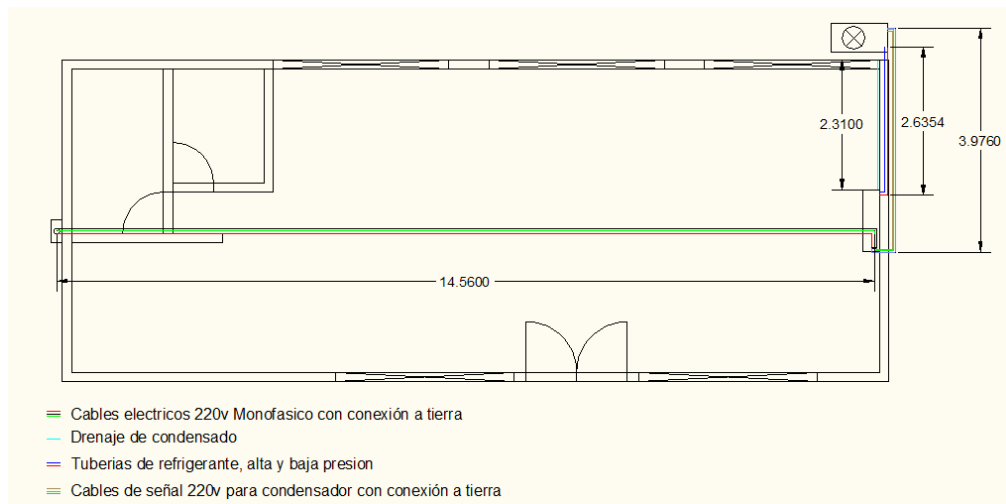 2.3100
2.6354
3.9760
14.5600
Cables electricos 220v Monofasico con conexión a tierra
Drenaje de condensado
Tuberias de refrigerante, alta y baja presion
Cables de señal 220v para condensador con conexión a tierra